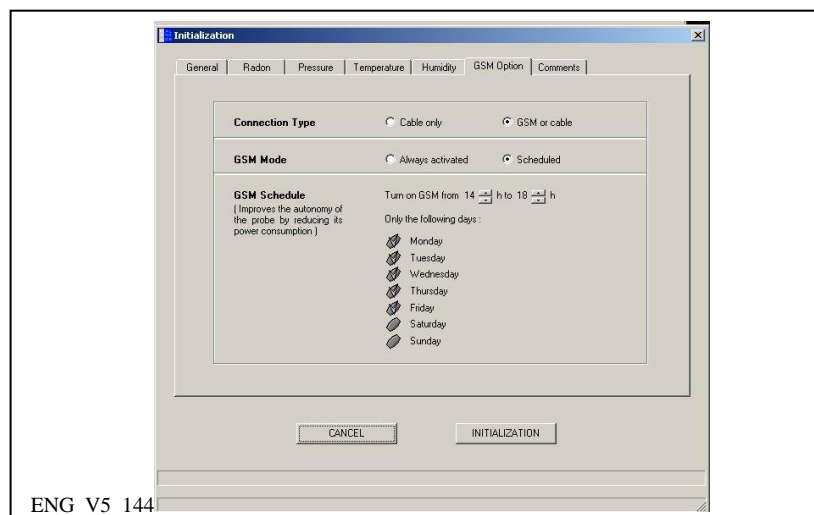 Initialization
General Radon Pressure Temperature Humidity GSM Option Comments
Connection Type Cable only GSM or cable
GSM Mode Always activated Scheduled
GSM Schedule Turn on GSM from 14 h to 18 h
( Improves the autonomy of
the probe by reducing its
power consumption )
Only the following days :
Monday
Tuesday
Wednesday
Thursday
Friday
Saturday
Sunday
CANCEL INITIALIZATION
ENG V5 144